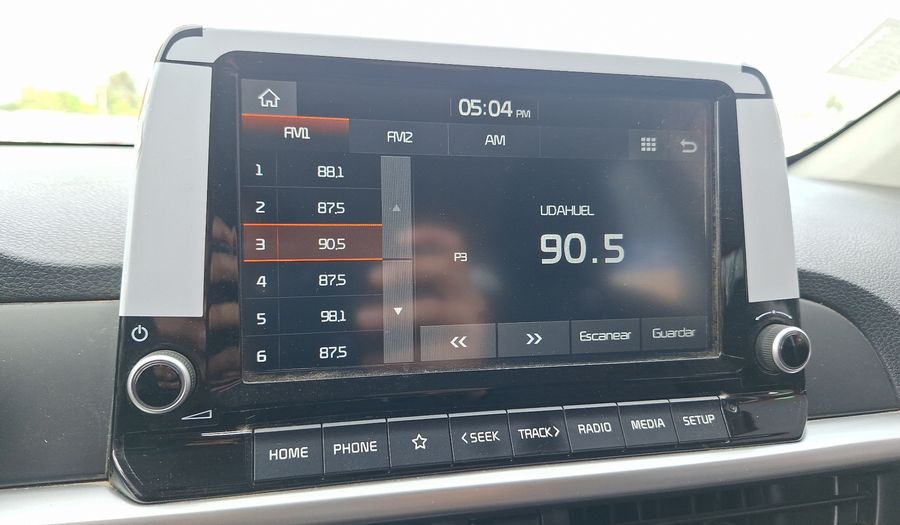 05:04 PM
FM1 FM2 AM
1 88.1
2 87.5
3 90.5
4 87.5
5 98.1
6 87.5
UDAHUEL
P3 90.5
<< >> Escanear Guardar
HOME PHONE <SEEK TRACK> RADIO MEDIA SETUP